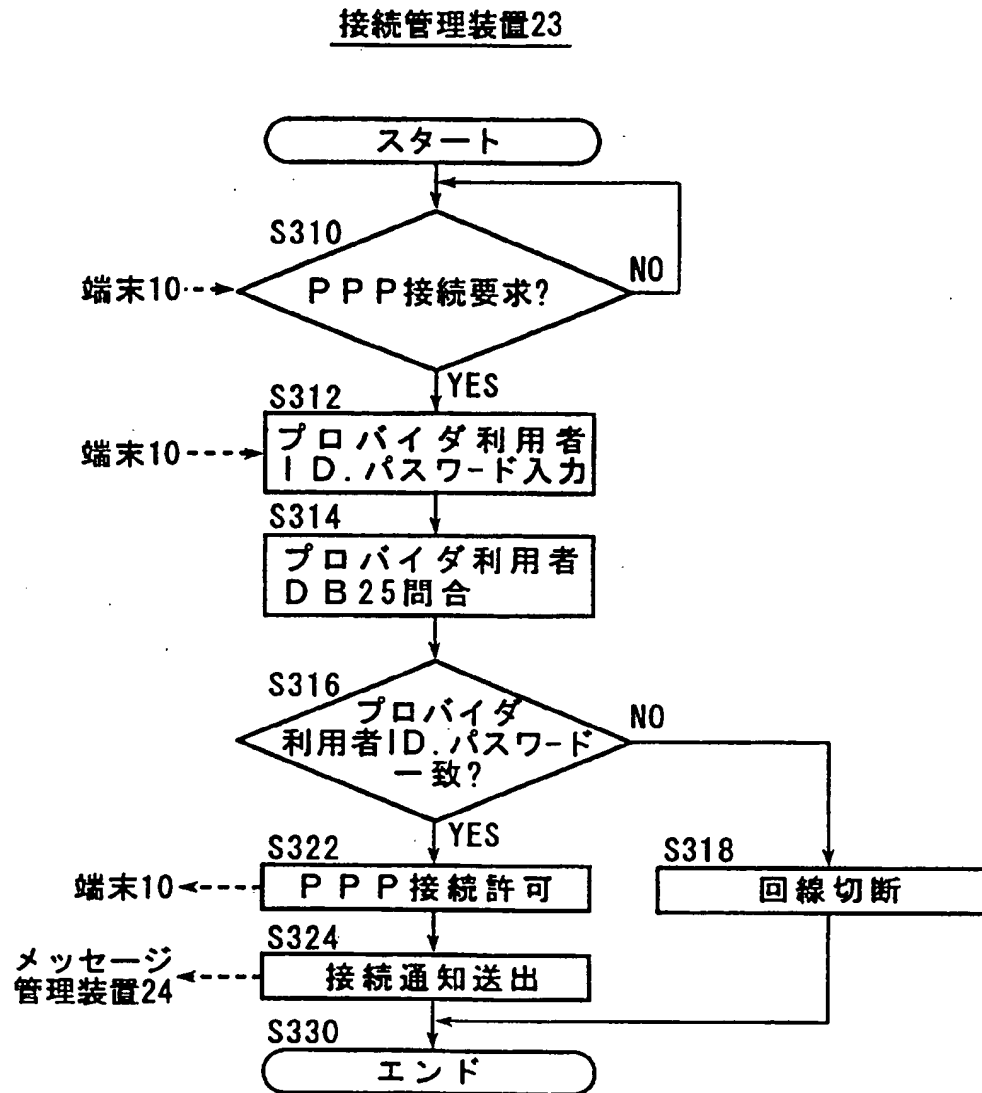 接続管理装置23
スタート
S310
端末10
PPP接続要求?
NO
YES
S312
端末10
プロバイダ利用者
ID.パスワード入力
S314
プロバイダ利用者
DB25問合
S316
プロバイダ
利用者ID.パスワード
一致?
NO
YES
S322
端末10
PPP接続許可
S318
回線切断
S324
メッセージ
管理装置24
接続通知送出
S330
エンド